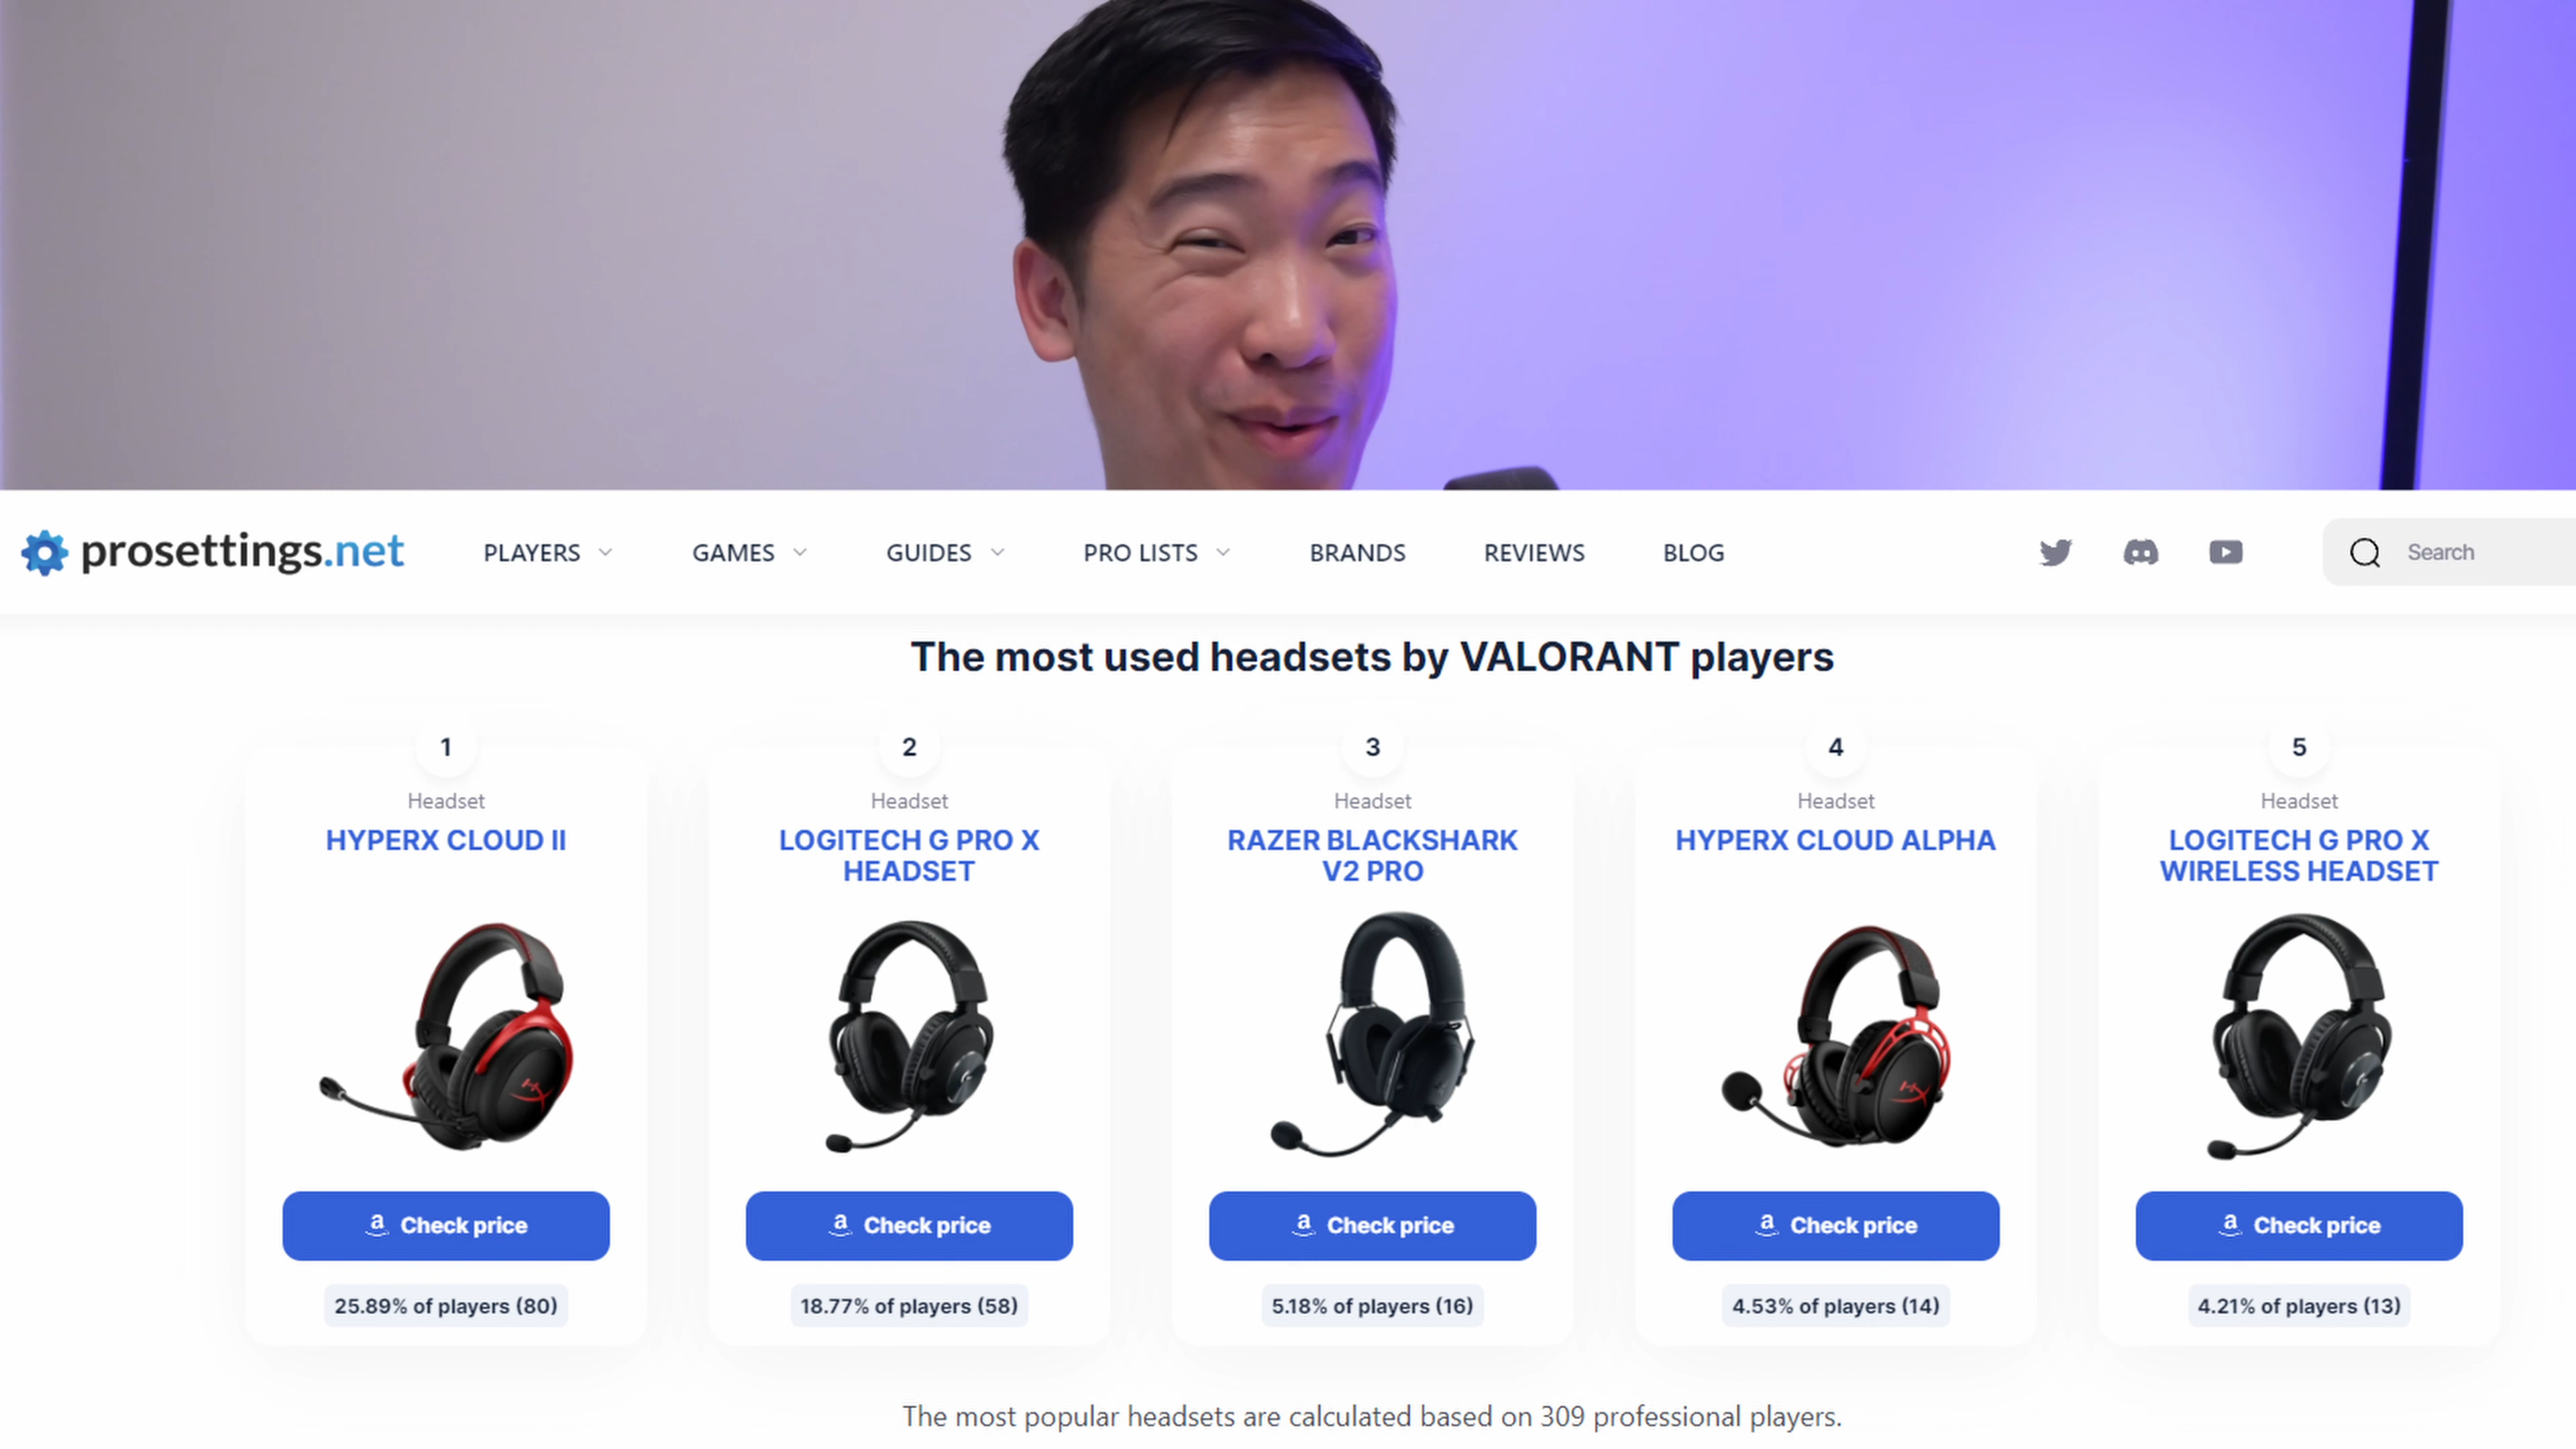 prosettings.net PLAYERS GAMES GUIDES PRO LISTS BRANDS REVIEWS BLOG Search
The most used headsets by VALORANT players
1
Headset
HYPERX CLOUD II
Check price
25.89% of players (80)
2
Headset
LOGITECH G PRO X
HEADSET
Check price
18.77% of players (58)
3
Headset
RAZER BLACKSHARK
V2 PRO
Check price
5.18% of players (16)
4
Headset
HYPERX CLOUD ALPHA
Check price
4.53% of players (14)
5
Headset
LOGITECH G PRO X
WIRELESS HEADSET
Check price
4.21% of players (13)
The most popular headsets are calculated based on 309 professional players.